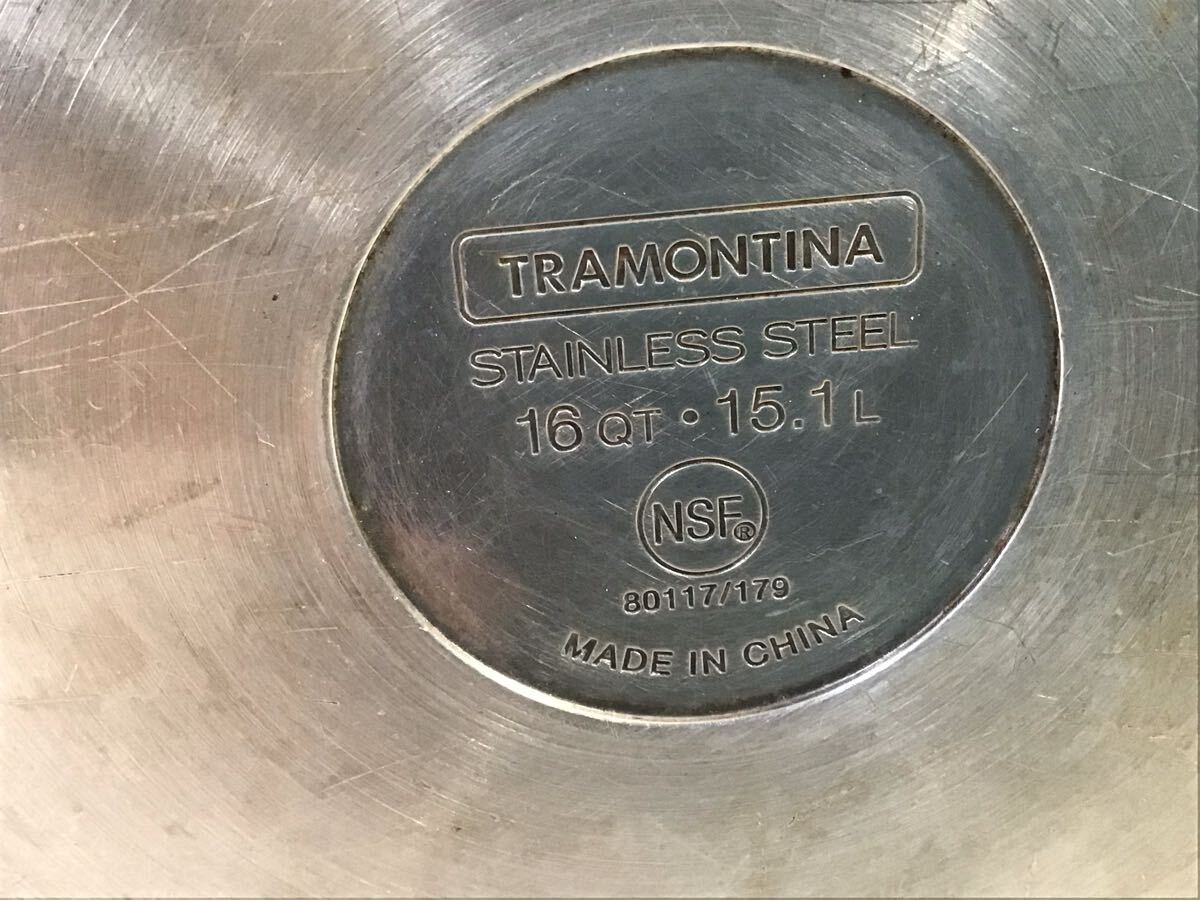 TRAMONTINA
STAINLESS STEEL
16 QT • 15.1 L
NSF®
80117/179
MADE IN CHINA